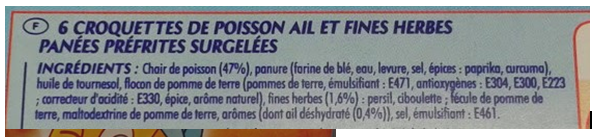 F 6 CROQUETTES DE POISSON AIL ET FINES HERBES
PANÉES PRÉFRITES SURGELÉES
INGRÉDIENTS : Chair de poisson (47%), panure (farine de blé, eau, levure, sel, épices : paprika, curcuma),
huile de tournesol, flocon de pomme de terre (pommes de terre, émulsifiant : E471, antioxygènes : E304, E300, E223
; correcteur d'acidité : E330, épice, arôme naturel), fines herbes (1,6%) : persil, ciboulette ; fécule de pomme de
terre, maltodextrine de pomme de terre, arômes (dont ail déshydraté (0,4%)), sel, émulsifiant : E461.